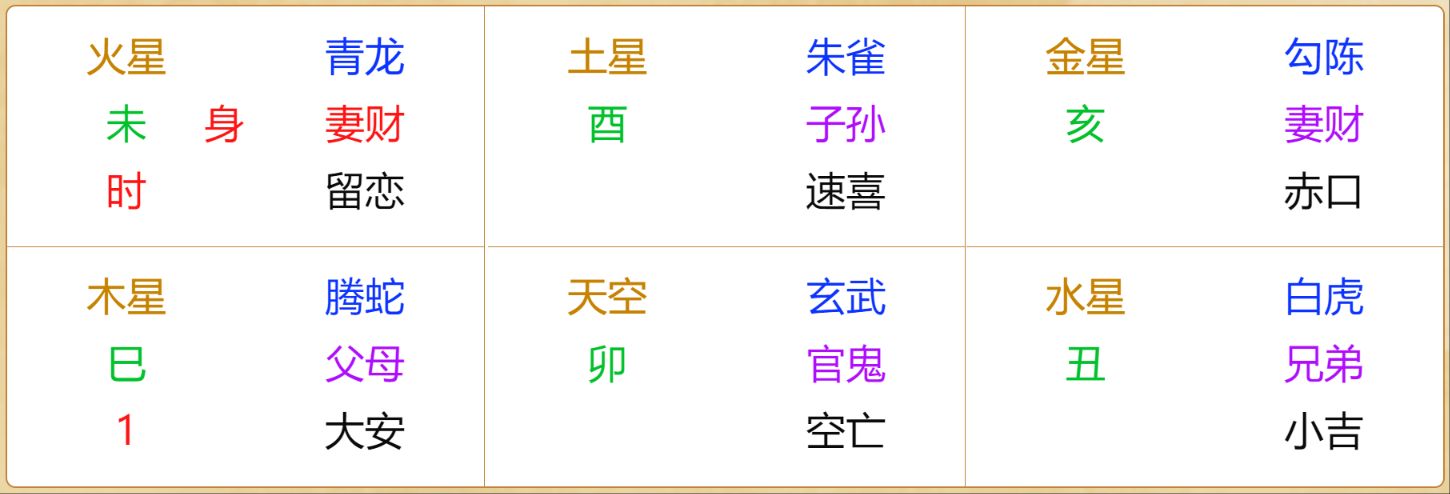 火星 青龙
未 身 妻财
时 留恋
土星 朱雀
酉 子孙
速喜
金星 勾陈
亥 妻财
赤口
木星 腾蛇
巳 父母
1 大安
天空 玄武
卯 官鬼
空亡
水星 白虎
丑 兄弟
小吉